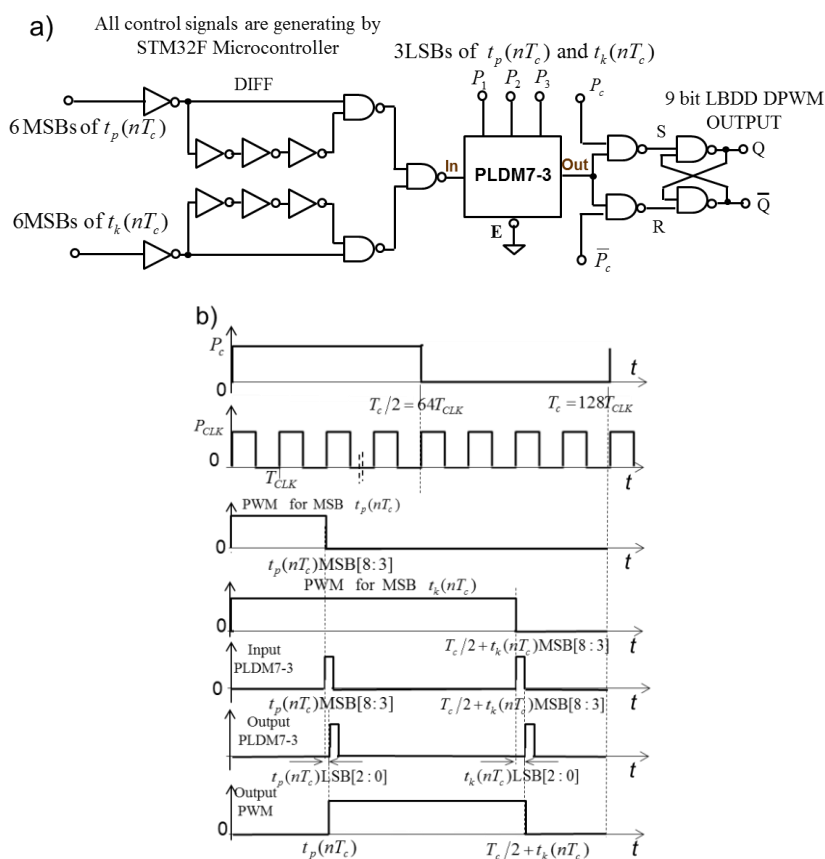 a)
All control signals are generating by
STM32F Microcontroller
3LSBs of t_p(nT_c) and t_k(nT_c)
P_1 P_2 P_3
P_c
9 bit LBDD DPWM
OUTPUT
DIFF
6 MSBs of t_p(nT_c)
S
Q
In
PLDM7-3
Out
6MSBs of t_k(nT_c)
E
R
Q̅
P̅_c
b)
P_c
0
t
T_c/2 = 64T_CLK
T_c = 128T_CLK
P_CLK
0
T_CLK
t
PWM for MSB t_p(nT_c)
0
t
t_p(nT_c)MSB[8:3]
PWM for MSB t_k(nT_c)
0
t
T_c/2 + t_k(nT_c)MSB[8:3]
Input
PLDM7-3
0
t
t_p(nT_c)MSB[8:3]
T_c/2 + t_k(nT_c)MSB[8:3]
Output
PLDM7-3
0
t
t_p(nT_c)LSB[2:0]
t_k(nT_c)LSB[2:0]
Output
PWM
0
t
t_p(nT_c)
T_c/2 + t_k(nT_c)